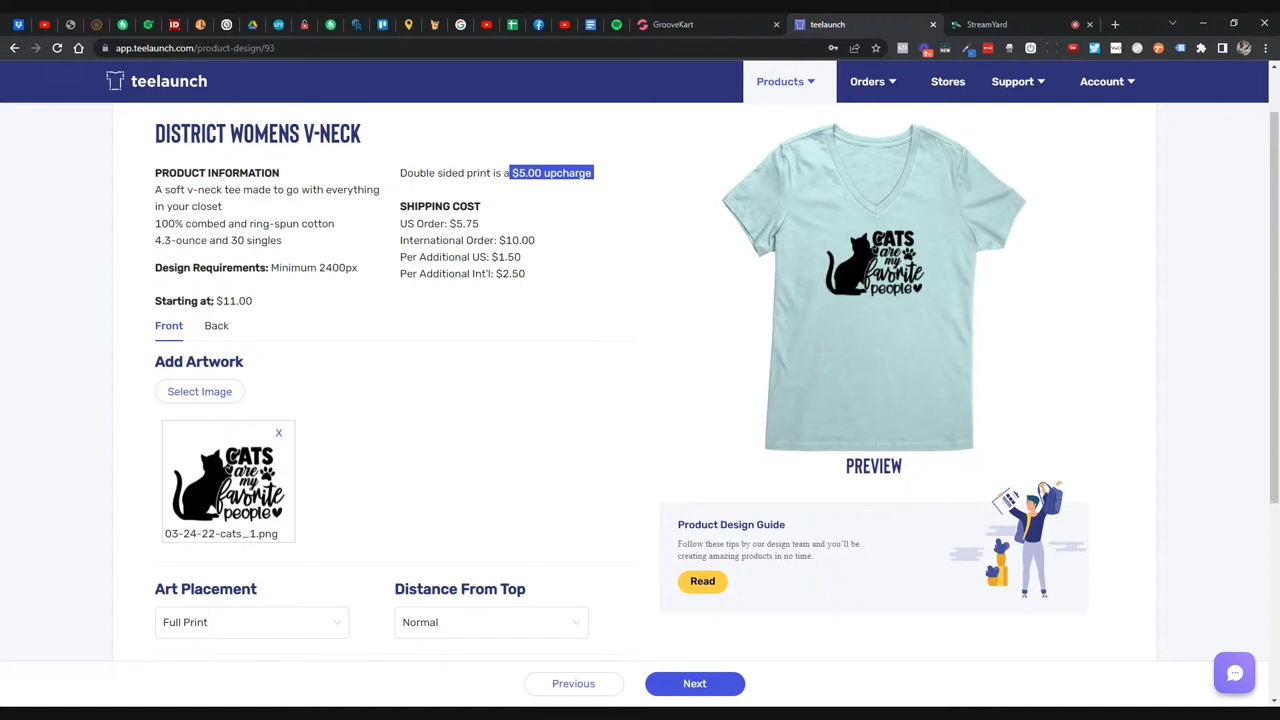 GrooveKart
teelaunch
StreamYard
app.teelaunch.com/product-design/93
teelaunch
Products
Orders
Stores
Support
Account
DISTRICT WOMENS V-NECK
PRODUCT INFORMATION
A soft v-neck tee made to go with everything
in your closet
100% combed and ring-spun cotton
4.3-ounce and 30 singles
Design Requirements: Minimum 2400px
Starting at: $11.00
Double sided print is a $5.00 upcharge
SHIPPING COST
US Order: $5.75
International Order: $10.00
Per Additional US: $1.50
Per Additional Int'l: $2.50
Front
Back
Add Artwork
Select Image
X
CATS
are
my
favorite
people
03-24-22-cats_1.png
Art Placement
Full Print
Distance From Top
Normal
CATS
are
my
favorite
people
PREVIEW
Product Design Guide
Follow these tips by our design team and you'll be
creating amazing products in no time.
Read
Previous
Next